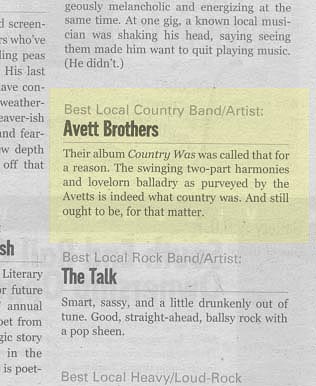 geously melancholic and energizing at the
same time. At one gig, a known local musi-
cian was shaking his head, saying seeing
them made him want to quit playing music.
(He didn't.)
Best Local Country Band/Artist:
Avett Brothers
Their album Country Was was called that for
a reason. The swinging two-part harmonies
and lovelorn balladry as purveyed by the
Avetts is indeed what country was. And still
ought to be, for that matter.
Best Local Rock Band/Artist:
The Talk
Smart, sassy, and a little drunkenly out of
tune. Good, straight-ahead, ballsy rock with
a pop sheen.
Best Local Heavy/Loud-Rock
d screen-
rs who've
ling peas
His last
ave con-
weather-
eaver-ish
nd fear-
w depth
off that
sh
Literary
r future
annual
oet from
gic story
in the
is poet-